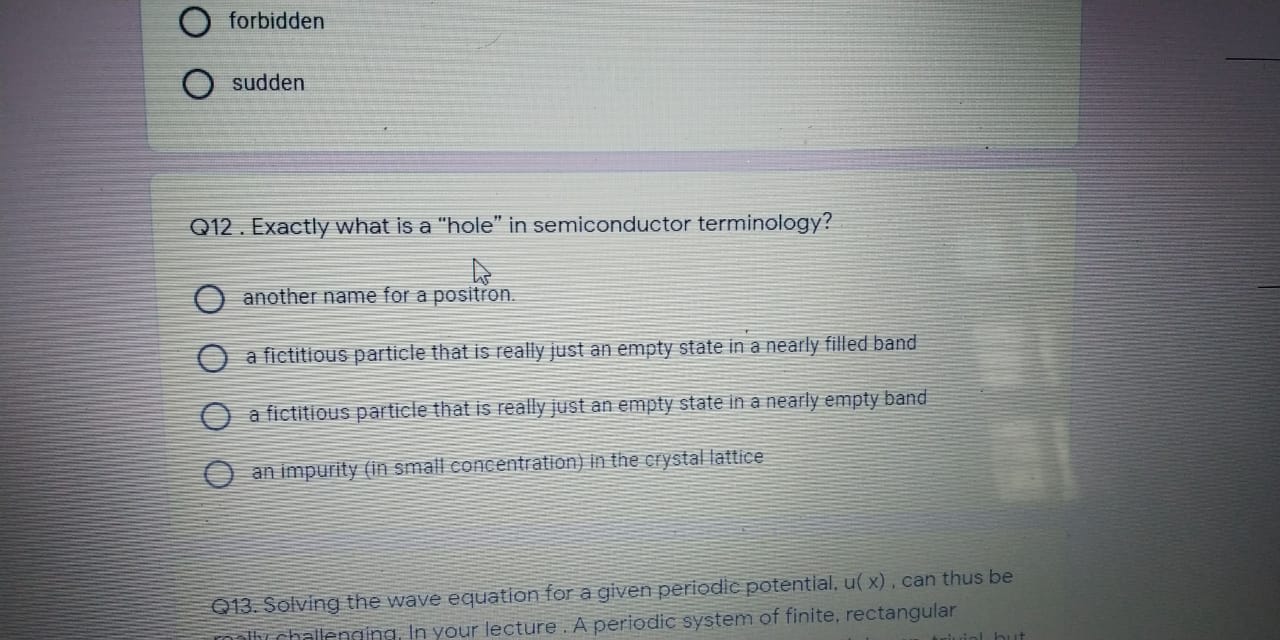 forbidden
sudden
Q12 . Exactly what is a “hole” in semiconductor terminology?
another name for a positron.
a fictitious particle that is really just an empty state in a nearly filled band
a fictitious particle that is really just an empty state in a nearly empty band
an impurity (in small concentration) in the crystal lattice
Q13. Solving the wave equation for a given periodic potential, u( x) , can thus be
really challenging. In your lecture . A periodic system of finite, rectangular
trivial but